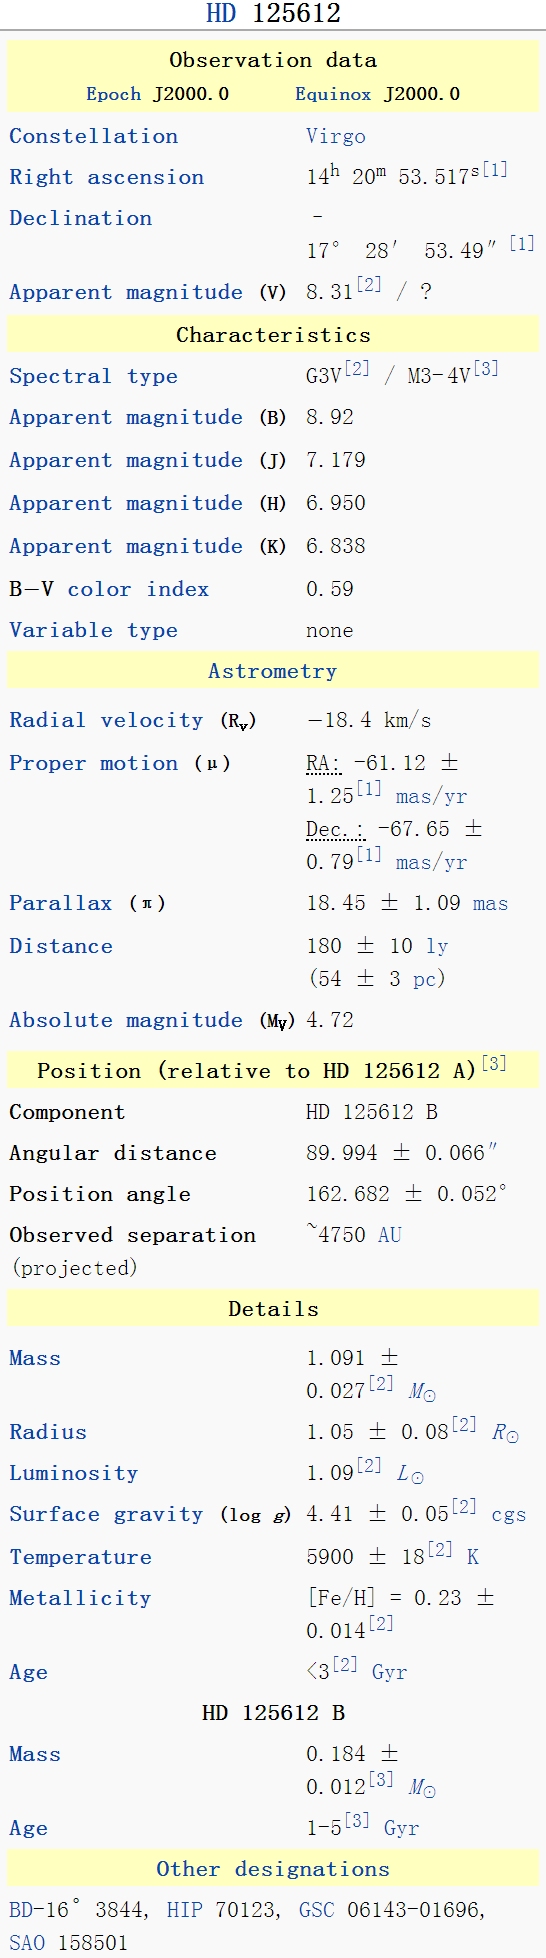 HD 125612
Observation data
Epoch J2000.0 Equinox J2000.0
Constellation Virgo
Right ascension 14h 20m 53.517s[1]
Declination –
17° 28′ 53.49″[1]
Apparent magnitude (V) 8.31[2] / ?
Characteristics
Spectral type G3V[2] / M3-4V[3]
Apparent magnitude (B) 8.92
Apparent magnitude (J) 7.179
Apparent magnitude (H) 6.950
Apparent magnitude (K) 6.838
B−V color index 0.59
Variable type none
Astrometry
Radial velocity (Rv) −18.4 km/s
Proper motion (μ) RA: -61.12 ±
1.25[1] mas/yr
Dec.: -67.65 ±
0.79[1] mas/yr
Parallax (π) 18.45 ± 1.09 mas
Distance 180 ± 10 ly
(54 ± 3 pc)
Absolute magnitude (MV) 4.72
Position (relative to HD 125612 A)[3]
Component HD 125612 B
Angular distance 89.994 ± 0.066″
Position angle 162.682 ± 0.052°
Observed separation ~4750 AU
(projected)
Details
Mass 1.091 ±
0.027[2] M☉
Radius 1.05 ± 0.08[2] R☉
Luminosity 1.09[2] L☉
Surface gravity (log g) 4.41 ± 0.05[2] cgs
Temperature 5900 ± 18[2] K
Metallicity [Fe/H] = 0.23 ±
0.014[2]
Age <3[2] Gyr
HD 125612 B
Mass 0.184 ±
0.012[3] M☉
Age 1-5[3] Gyr
Other designations
BD-16° 3844, HIP 70123, GSC 06143-01696,
SAO 158501